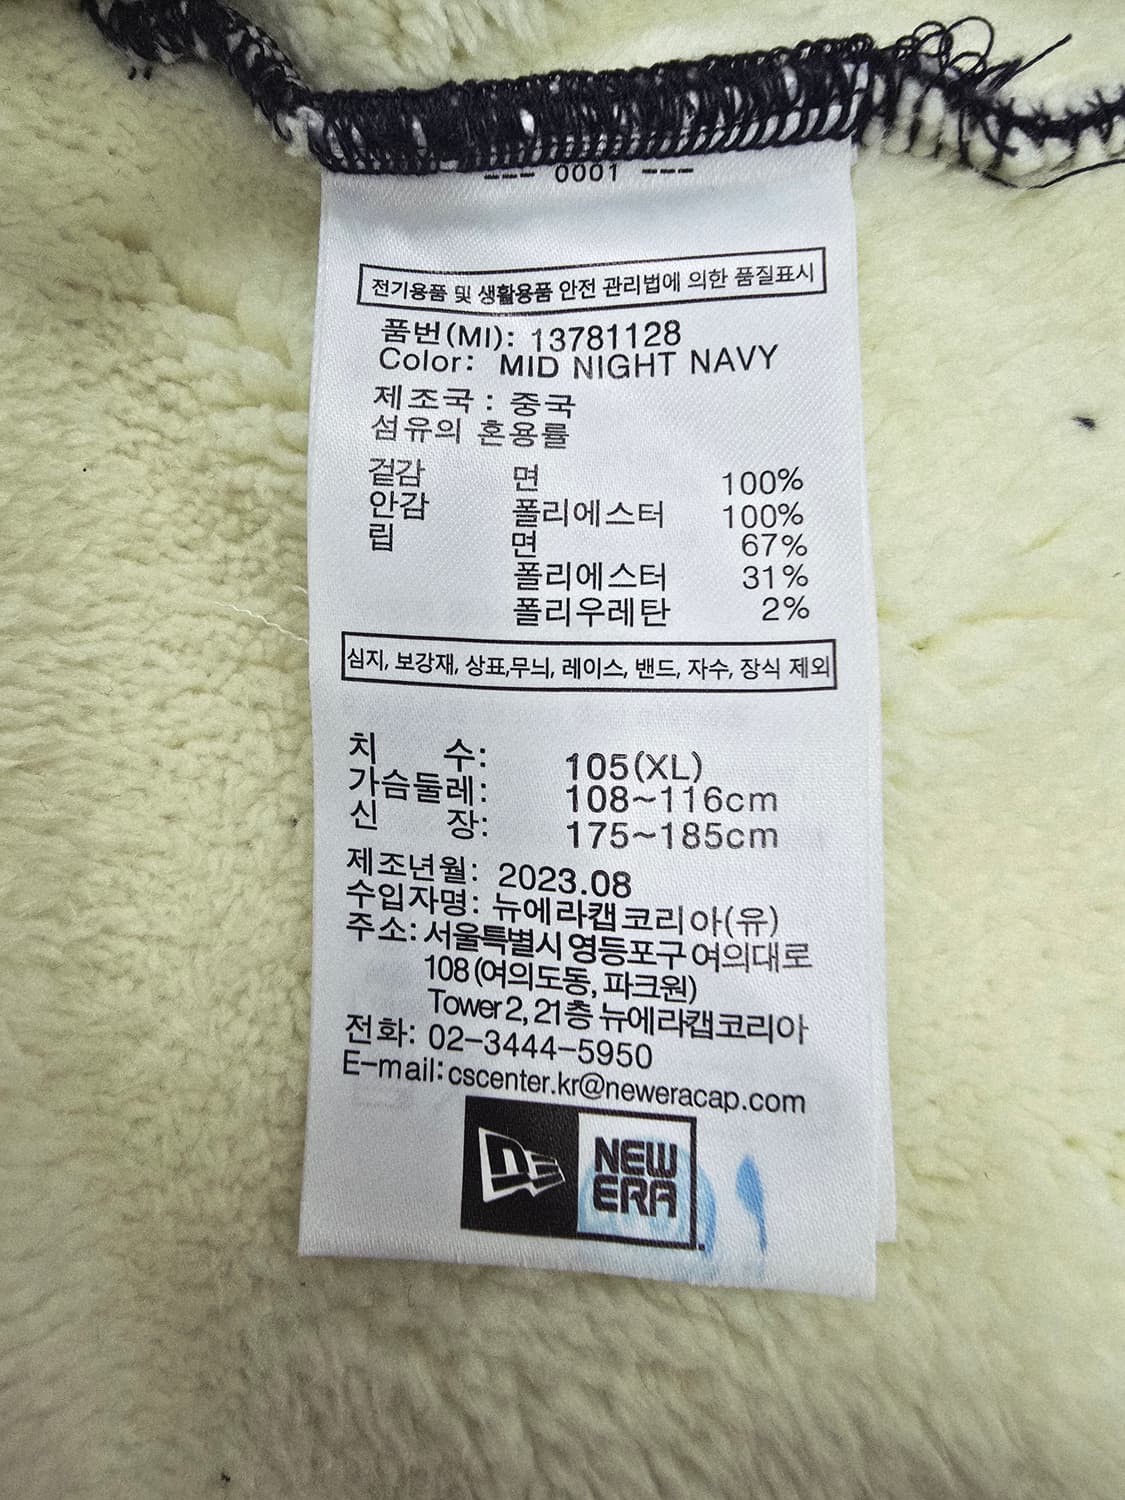 --- 0001 ---
전기용품 및 생활용품 안전 관리법에 의한 품질표시
품번(MI): 13781128
Color: MID NIGHT NAVY
제조국 : 중국
섬유의 혼용률
겉감 면 100%
안감 폴리에스터 100%
립 면 67%
폴리에스터 31%
폴리우레탄 2%
심지, 보강재, 상표,무늬, 레이스, 밴드, 자수, 장식 제외
치 수: 105(XL)
가슴둘레: 108~116cm
신 장: 175~185cm
제조년월: 2023.08
수입자명: 뉴에라캡코리아(유)
주소: 서울특별시 영등포구 여의대로
108 (여의도동, 파크원)
Tower 2, 21층 뉴에라캡코리아
전화: 02-3444-5950
E-mail: cscenter.kr@neweracap.com
NE
NEW
ERA